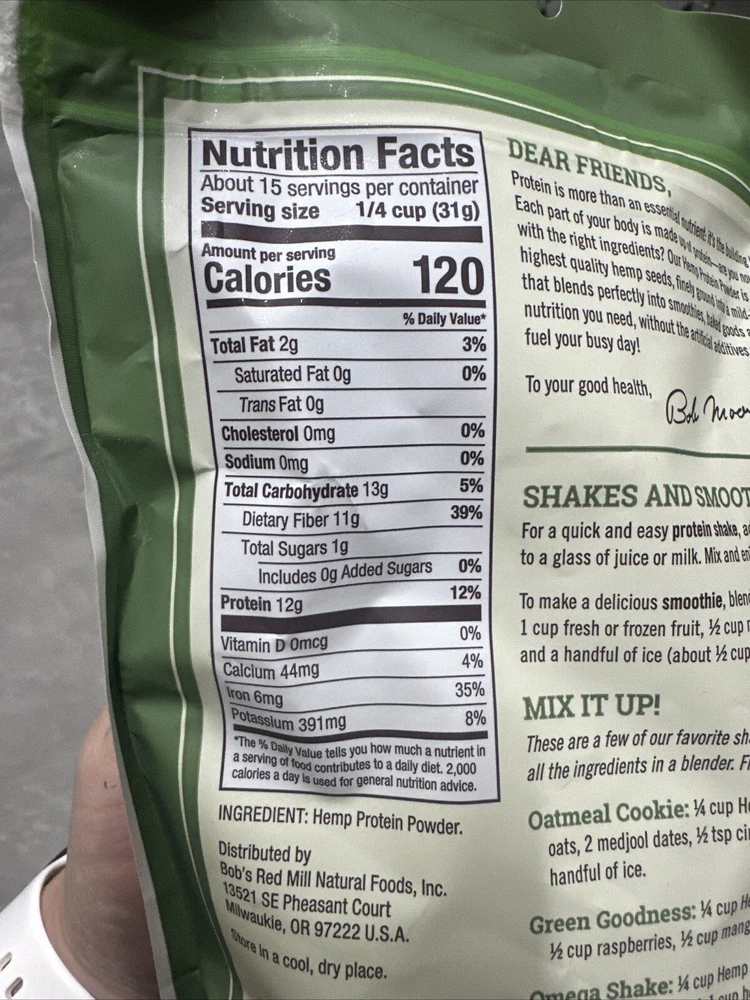 Nutrition Facts
About 15 servings per container
Serving size 1/4 cup (31g)
Amount per serving
Calories 120
% Daily Value*
Total Fat 2g 3%
Saturated Fat 0g 0%
Trans Fat 0g
Cholesterol 0mg 0%
Sodium 0mg 0%
Total Carbohydrate 13g 5%
Dietary Fiber 11g 39%
Total Sugars 1g
Includes 0g Added Sugars 0%
Protein 12g 12%
Vitamin D 0mcg 0%
Calcium 44mg 4%
Iron 6mg 35%
Potassium 391mg 8%
*The % Daily Value tells you how much a nutrient in
a serving of food contributes to a daily diet. 2,000
calories a day is used for general nutrition advice.
INGREDIENT: Hemp Protein Powder.
Distributed by
Bob's Red Mill Natural Foods, Inc.
13521 SE Pheasant Court
Milwaukie, OR 97222 U.S.A.
Store in a cool, dry place.
DEAR FRIENDS,
Protein is more than an essential nutrient it's the building
Each part of your body is made up of protein—are you
with the right ingredients? Our Hemp Protein Powder is
highest quality hemp seeds, finely ground into a mild-
that blends perfectly into smoothies, baked goods
nutrition you need, without the artificial additives
fuel your busy day!
To your good health,
Bob Moor
SHAKES AND SMOOT
For a quick and easy protein shake,
to a glass of juice or milk. Mix and
To make a delicious smoothie, blen
1 cup fresh or frozen fruit, ½ cup
and a handful of ice (about ½ cup
MIX IT UP!
These are a few of our favorite sh
all the ingredients in a blender.
Oatmeal Cookie: ¼ cup
oats, 2 medjool dates, ½ tsp
handful of ice.
Green Goodness: ¼ cup
½ cup raspberries, ½ cup mang
Omega Shake: ¼ cup Hemp